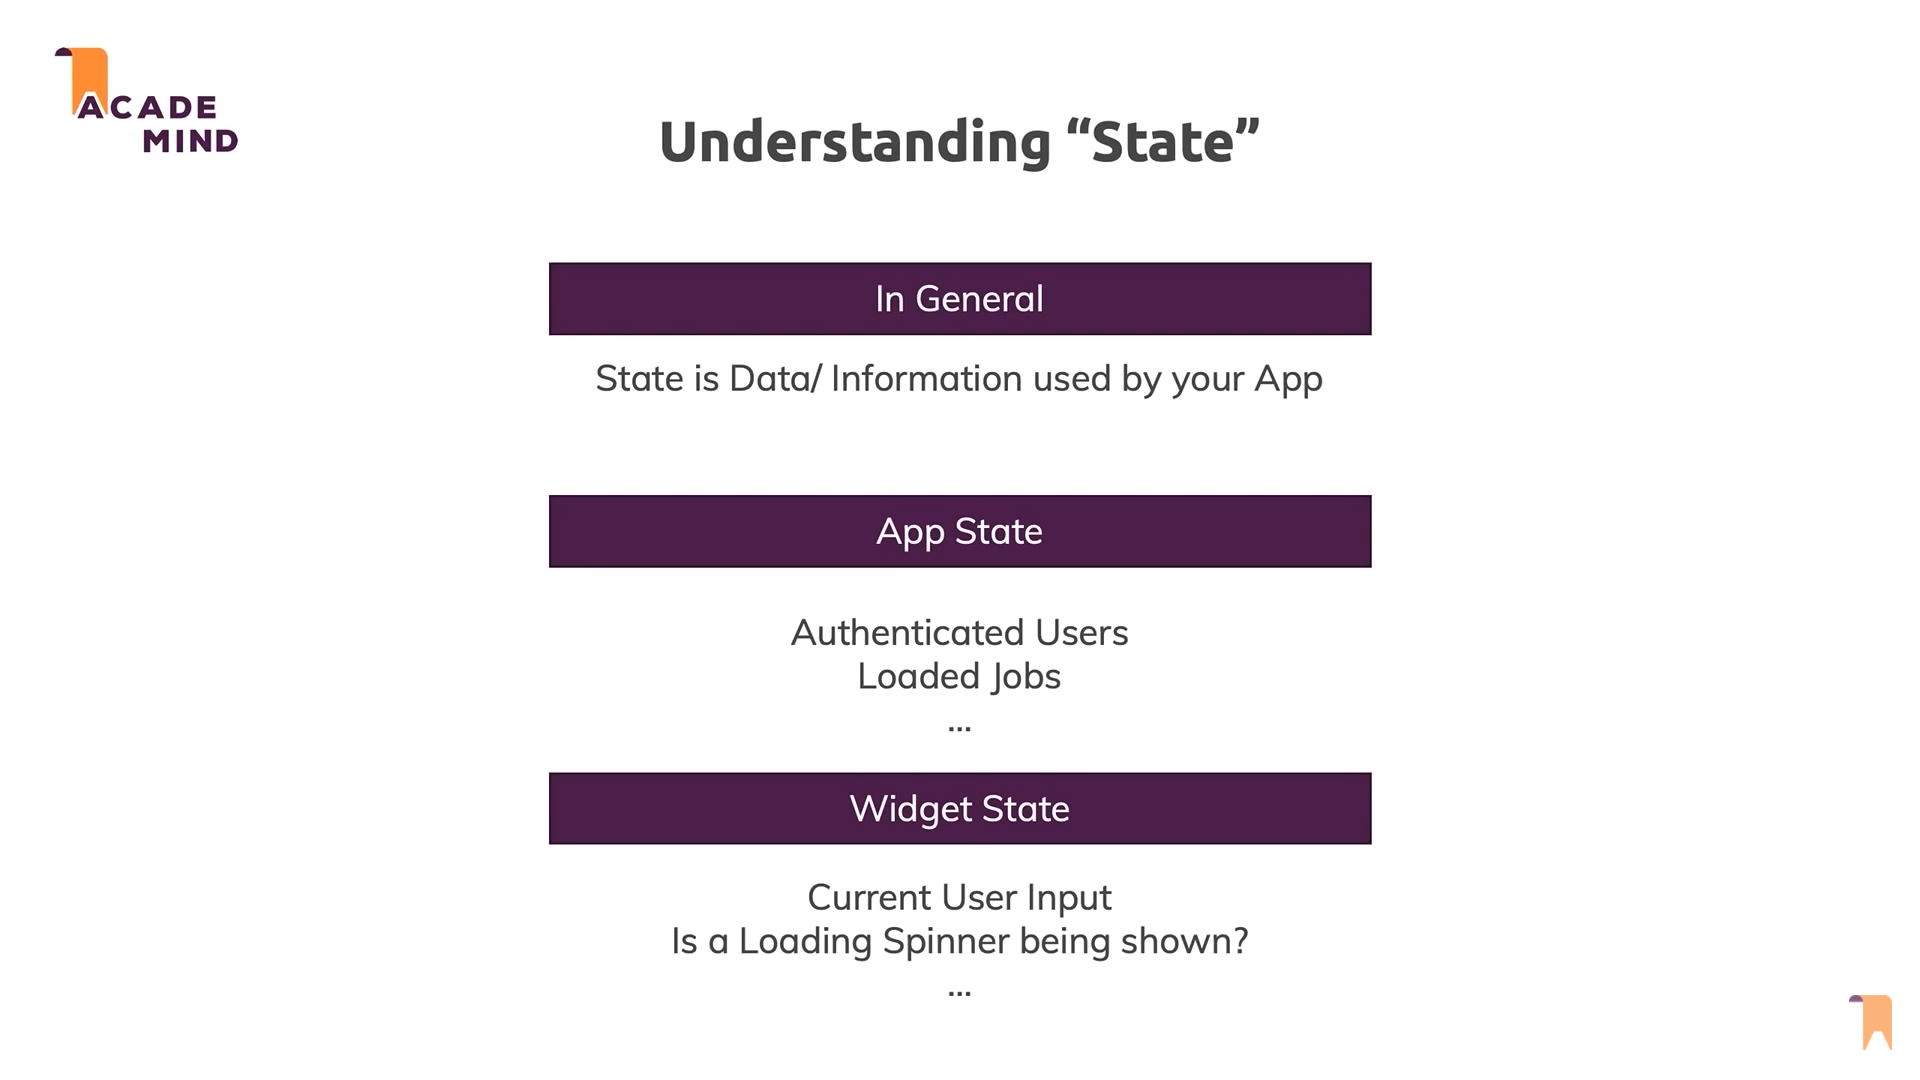 ACADE
MIND
Understanding “State”
In General
State is Data/ Information used by your App
App State
Authenticated Users
Loaded Jobs
...
Widget State
Current User Input
Is a Loading Spinner being shown?
...